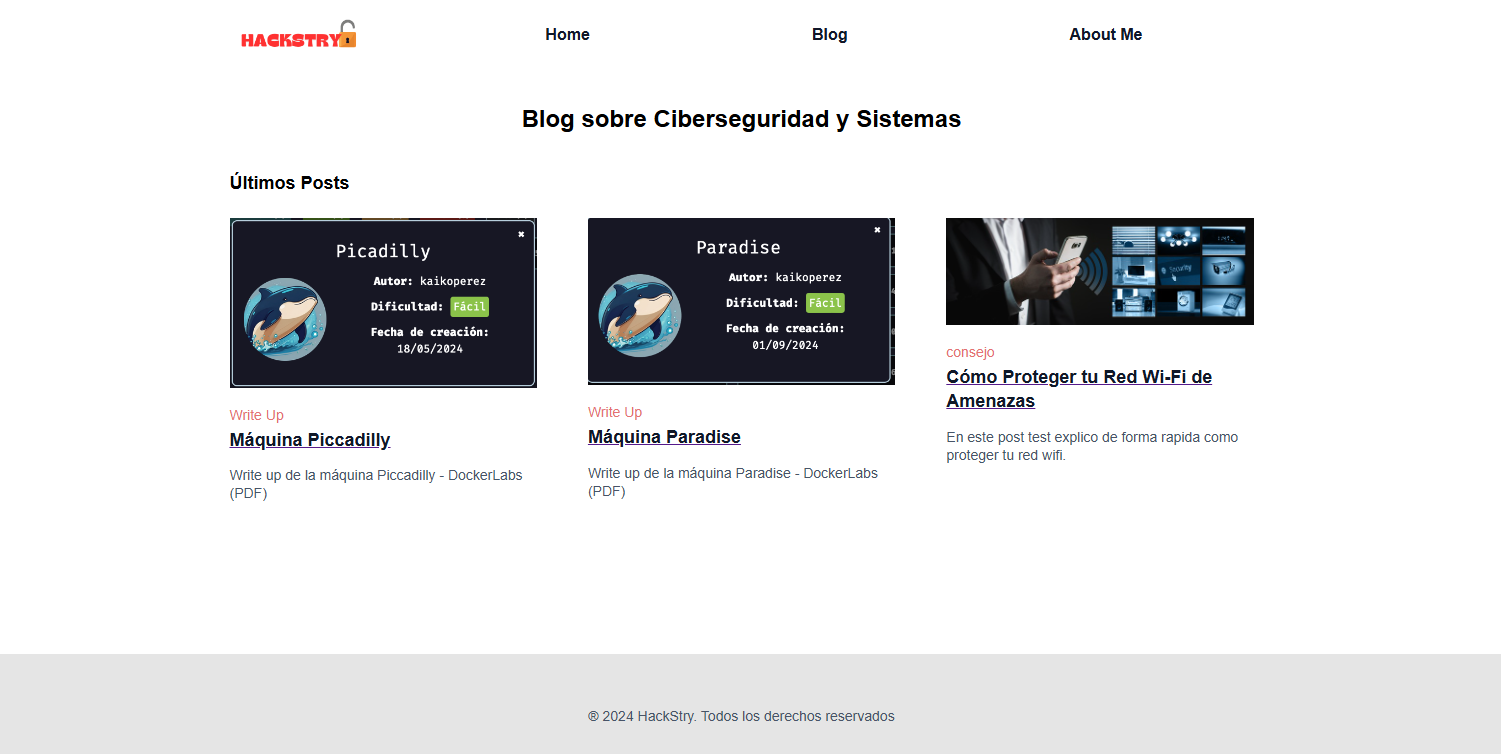 HACKSTRY
Home
Blog
About Me
Blog sobre Ciberseguridad y Sistemas
Últimos Posts
Picadilly
Autor: kaikoperez
Dificultad: Fácil
Fecha de creación:
18/05/2024
Write Up
Máquina Piccadilly
Write up de la máquina Piccadilly - DockerLabs
(PDF)
Paradise
Autor: kaikoperez
Dificultad: Fácil
Fecha de creación:
01/09/2024
Write Up
Máquina Paradise
Write up de la máquina Paradise - DockerLabs
(PDF)
Security
consejo
Cómo Proteger tu Red Wi-Fi de
Amenazas
En este post test explico de forma rapida como
proteger tu red wifi.
® 2024 HackStry. Todos los derechos reservados